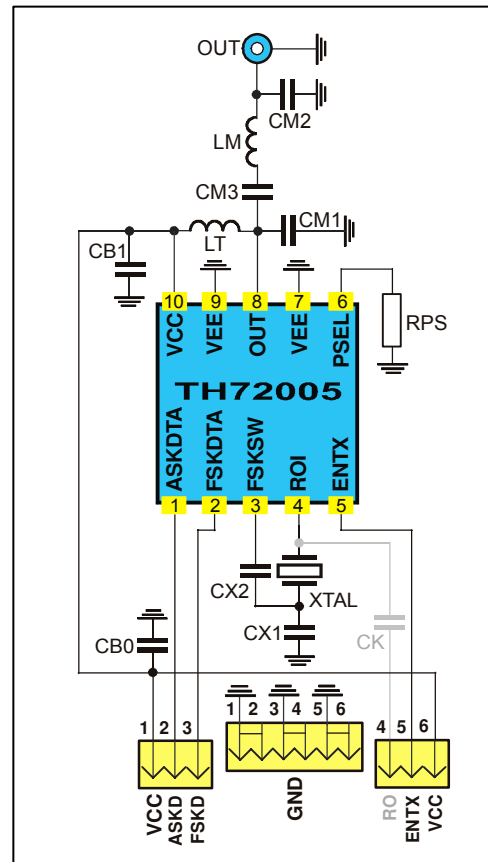 OUT
CM2
LM
CM3
CM1
LT
CB1
10 9 8 7 6
VCC VEE OUT VEE PSEL
RPS
TH72005
ASKDTA FSKDTA FSKSW ROI ENTX
1 2 3 4 5
CX2
XTAL
CX1
CB0
CK
1 2 3
1 2 3 4 5 6
4 5 6
VCC ASKD FSKD
GND
RO ENTX VCC